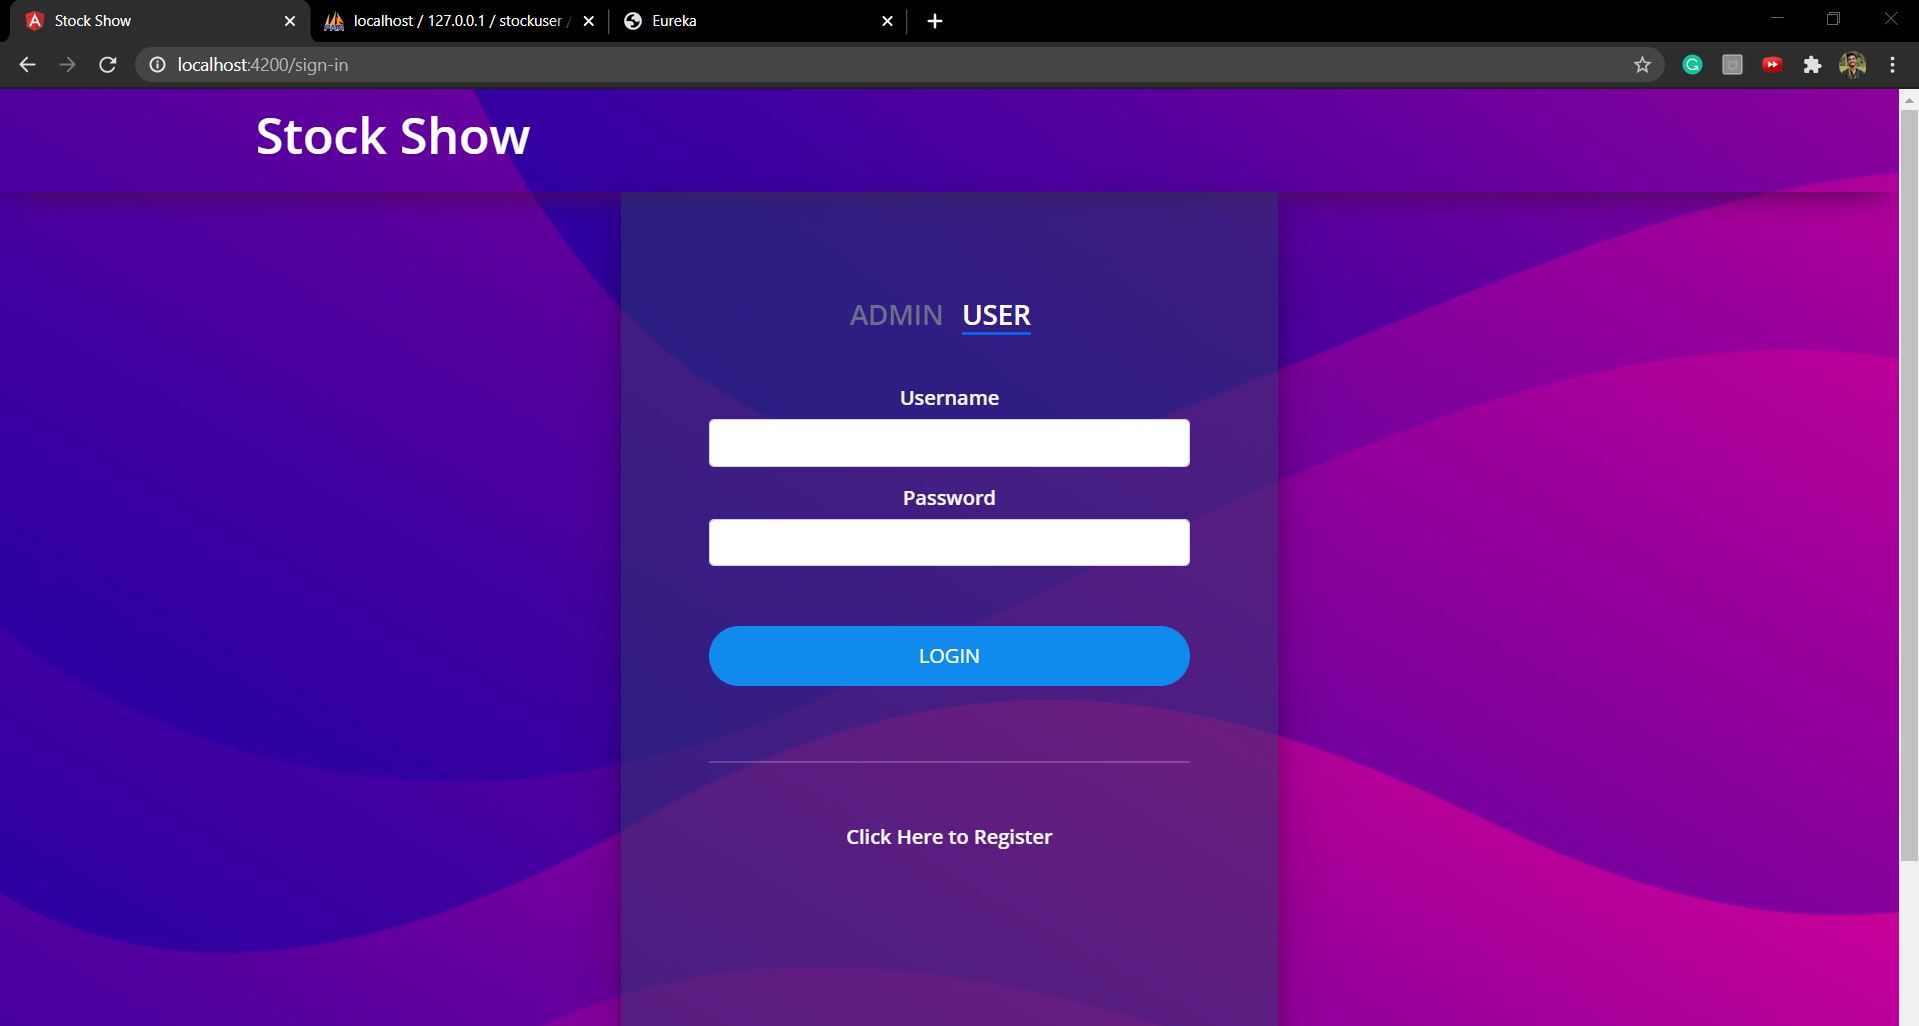 Stock Show
localhost / 127.0.0.1 / stockuser /
Eureka
localhost:4200/sign-in
Stock Show
ADMIN USER
Username
Password
LOGIN
Click Here to Register